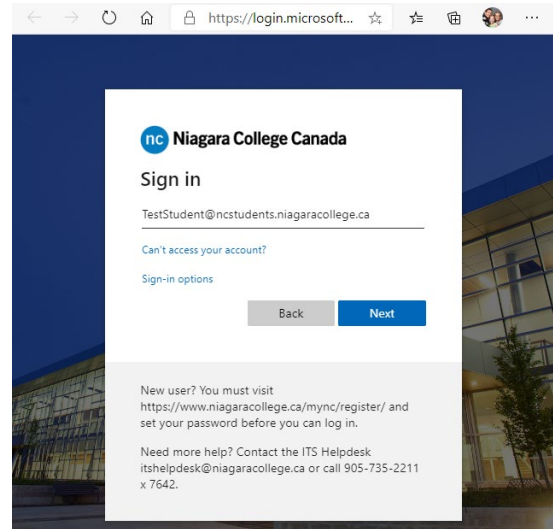 https://login.microsoft...
nc Niagara College Canada
Sign in
TestStudent@ncstudents.niagaracollege.ca
Can't access your account?
Sign-in options
Back Next
New user? You must visit
https://www.niagaracollege.ca/mync/register/ and
set your password before you can log in.
Need more help? Contact the ITS Helpdesk
itshelpdesk@niagaracollege.ca or call 905-735-2211
x 7642.